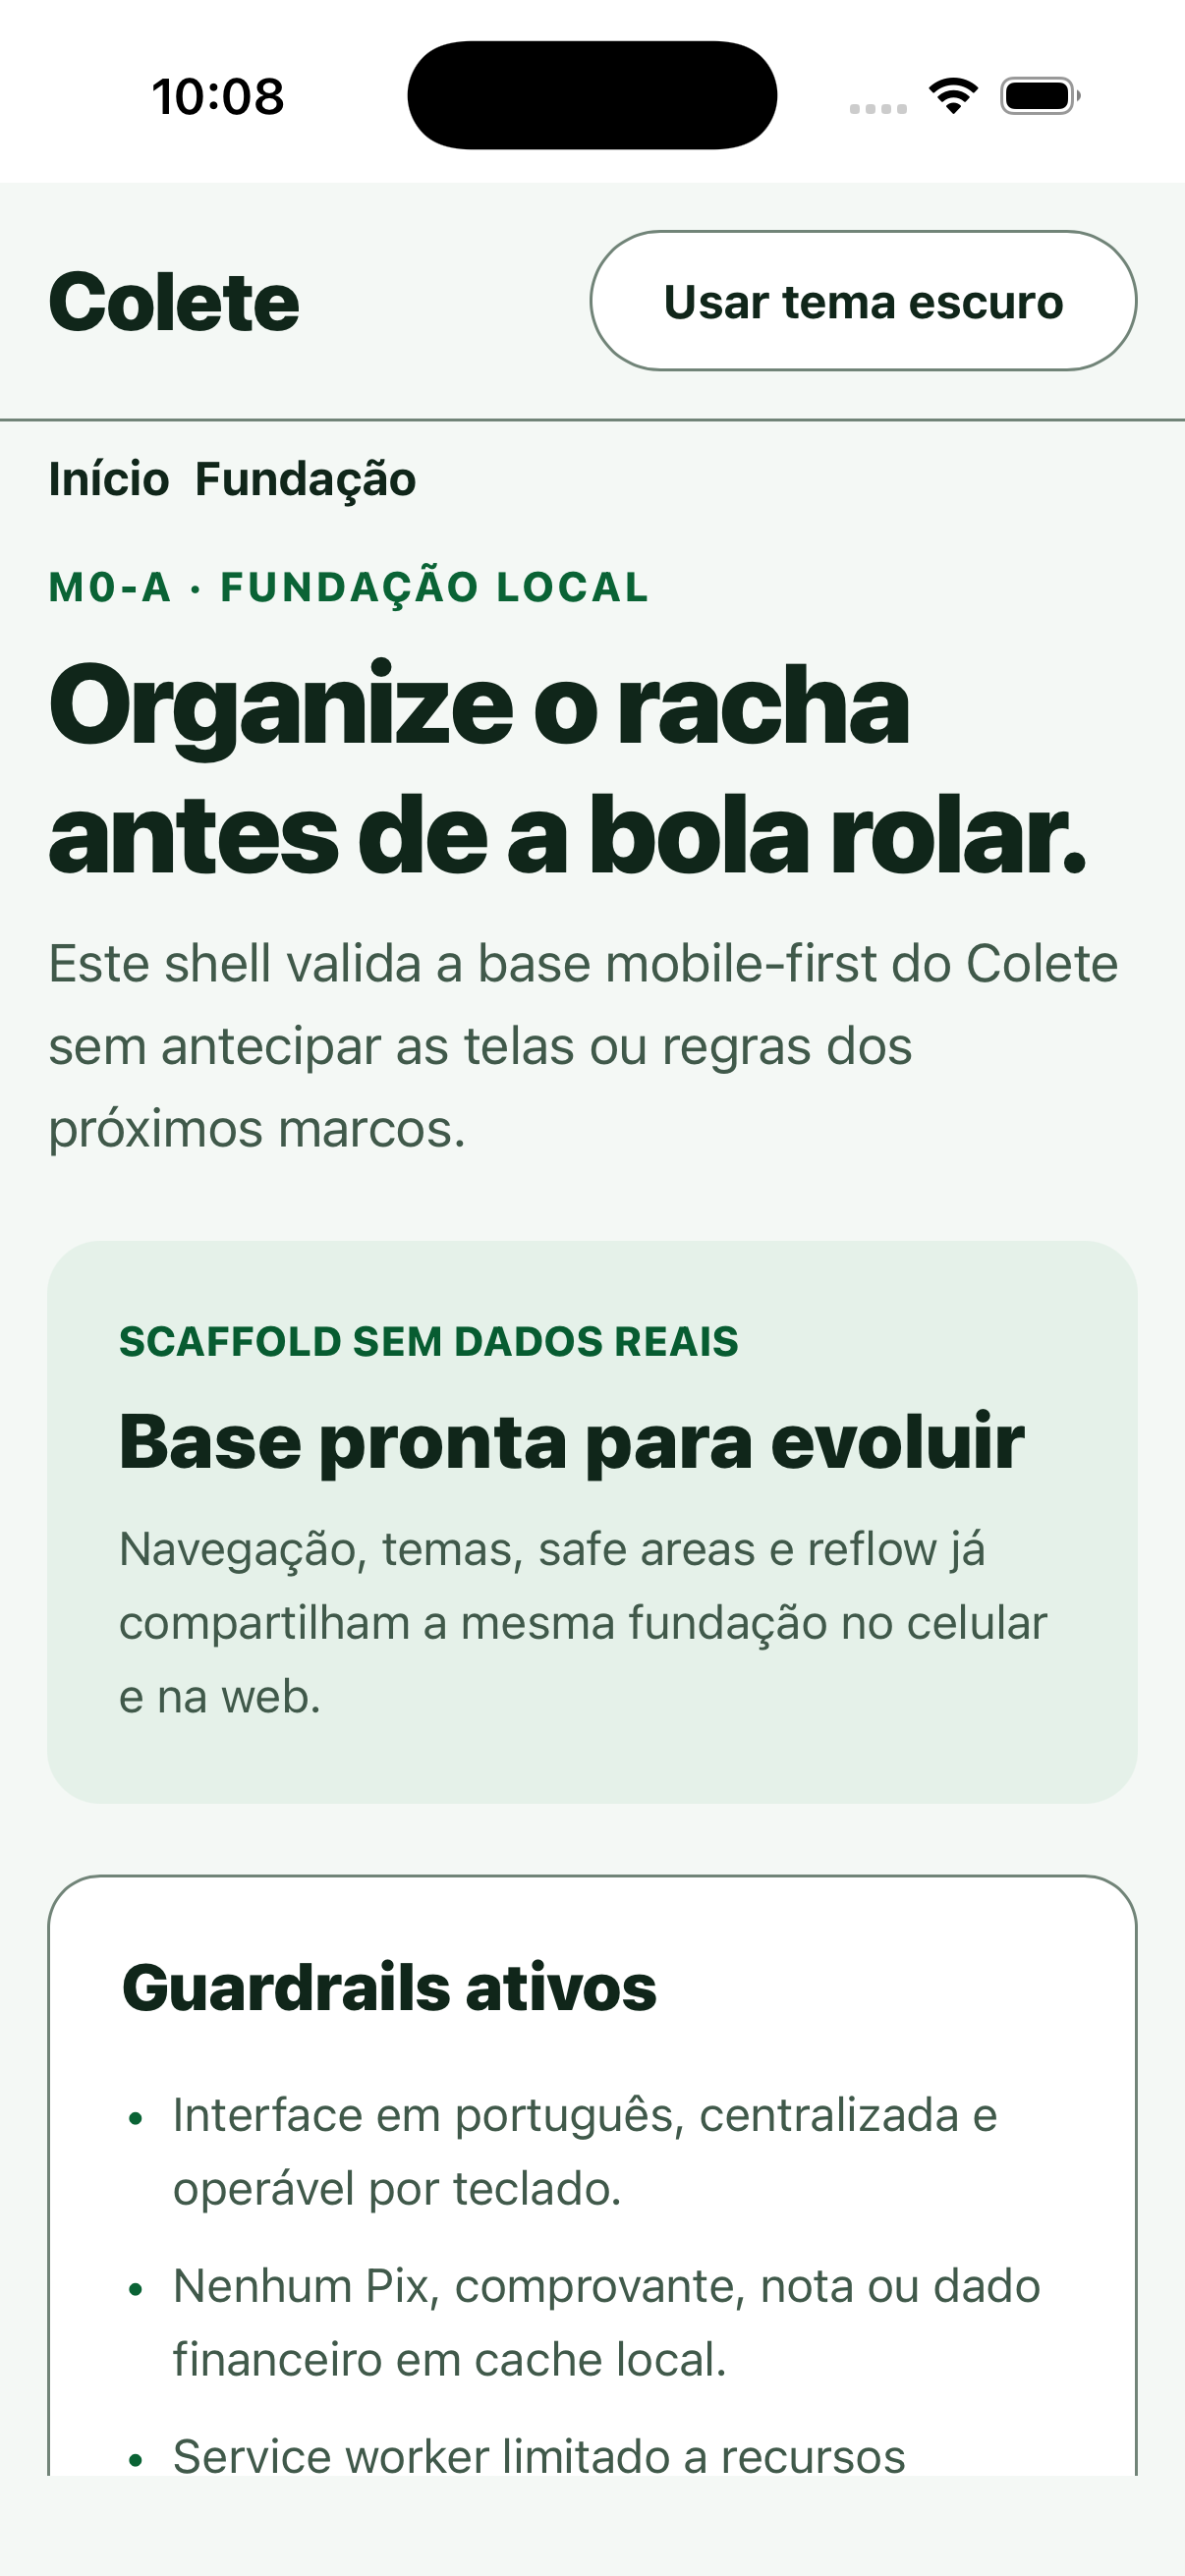 10:08
Colete
Usar tema escuro
Início Fundação
M0-A · FUNDAÇÃO LOCAL
Organize o racha
antes de a bola rolar.
Este shell valida a base mobile-first do Colete
sem antecipar as telas ou regras dos
próximos marcos.
SCAFFOLD SEM DADOS REAIS
Base pronta para evoluir
Navegação, temas, safe areas e reflow já
compartilham a mesma fundação no celular
e na web.
Guardrails ativos
• Interface em português, centralizada e
operável por teclado.
• Nenhum Pix, comprovante, nota ou dado
financeiro em cache local.
• Service worker limitado a recursos